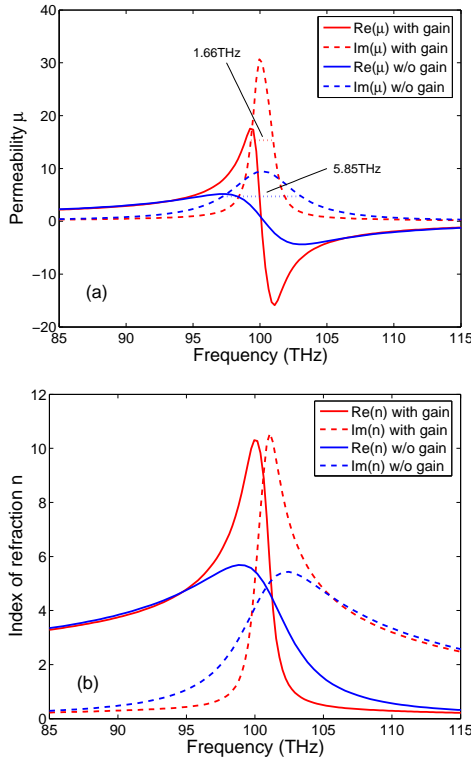 40
30
20
10
0
−10
−20
Permeability μ
1.66THz
5.85THz
Re(μ) with gain
Im(μ) with gain
Re(μ) w/o gain
Im(μ) w/o gain
(a)
85 90 95 100 105 110 115
Frequency (THz)
12
10
8
6
4
2
0
Index of refraction n
Re(n) with gain
Im(n) with gain
Re(n) w/o gain
Im(n) w/o gain
(b)
85 90 95 100 105 110 115
Frequency (THz)